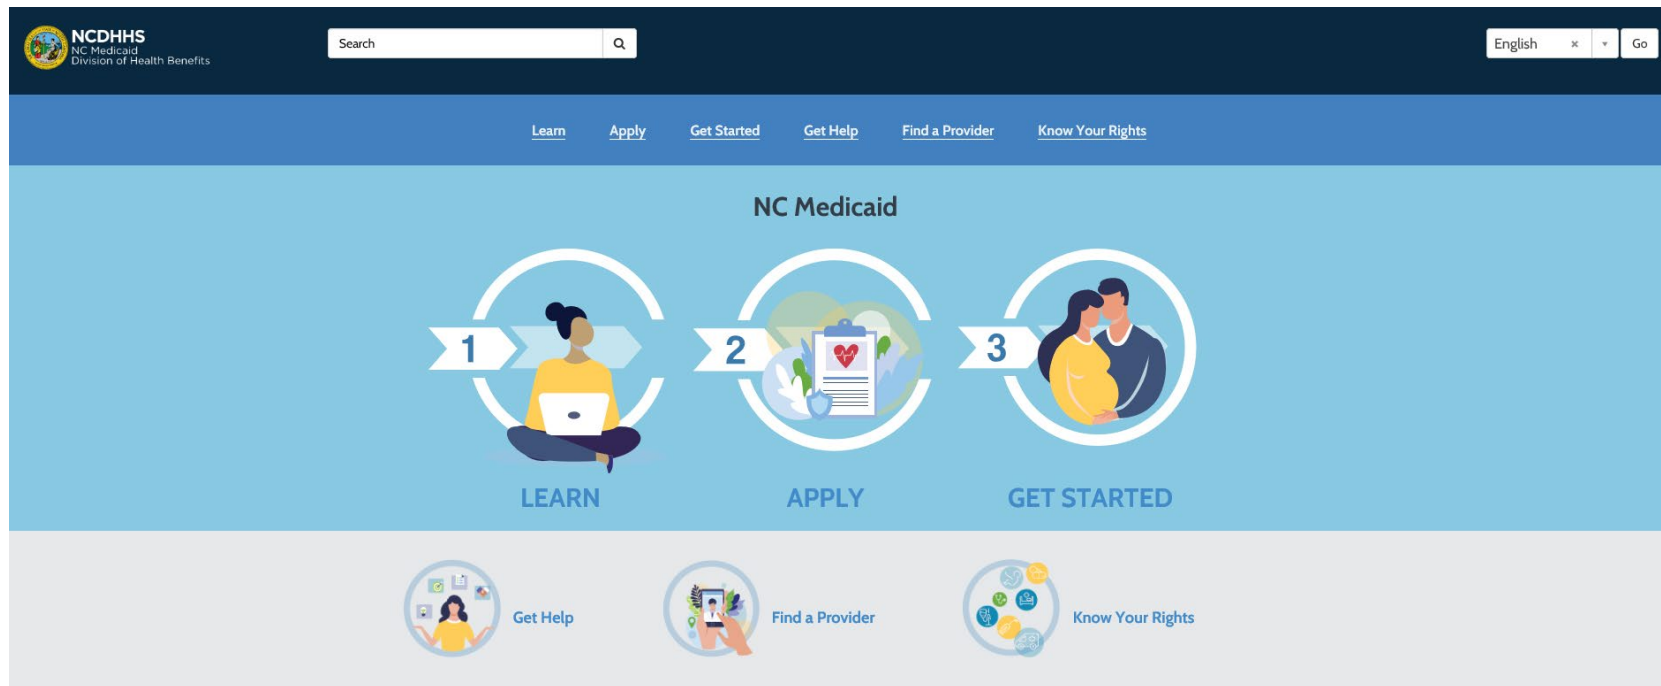 NCDHHS
NC Medicaid
Division of Health Benefits
Search
English × Go
Learn Apply Get Started Get Help Find a Provider Know Your Rights
NC Medicaid
1 2 3
LEARN APPLY GET STARTED
Get Help Find a Provider Know Your Rights